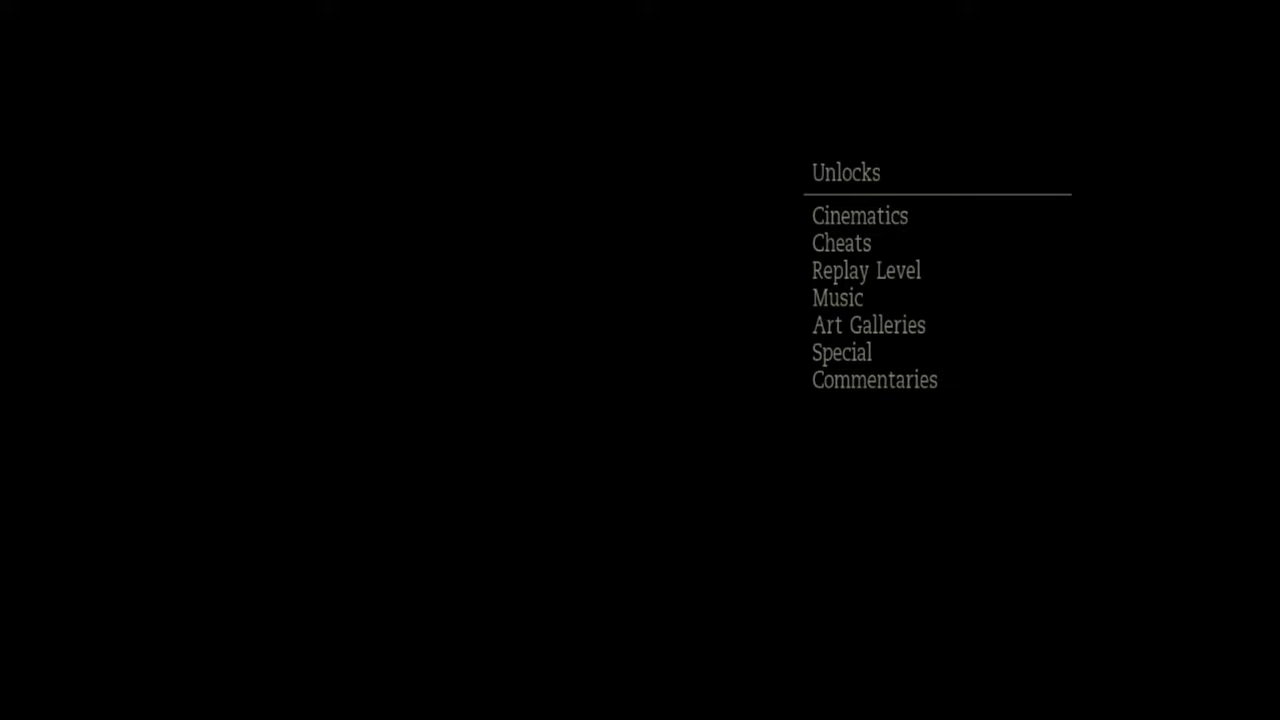 Unlocks
Cinematics
Cheats
Replay Level
Music
Art Galleries
Special
Commentaries